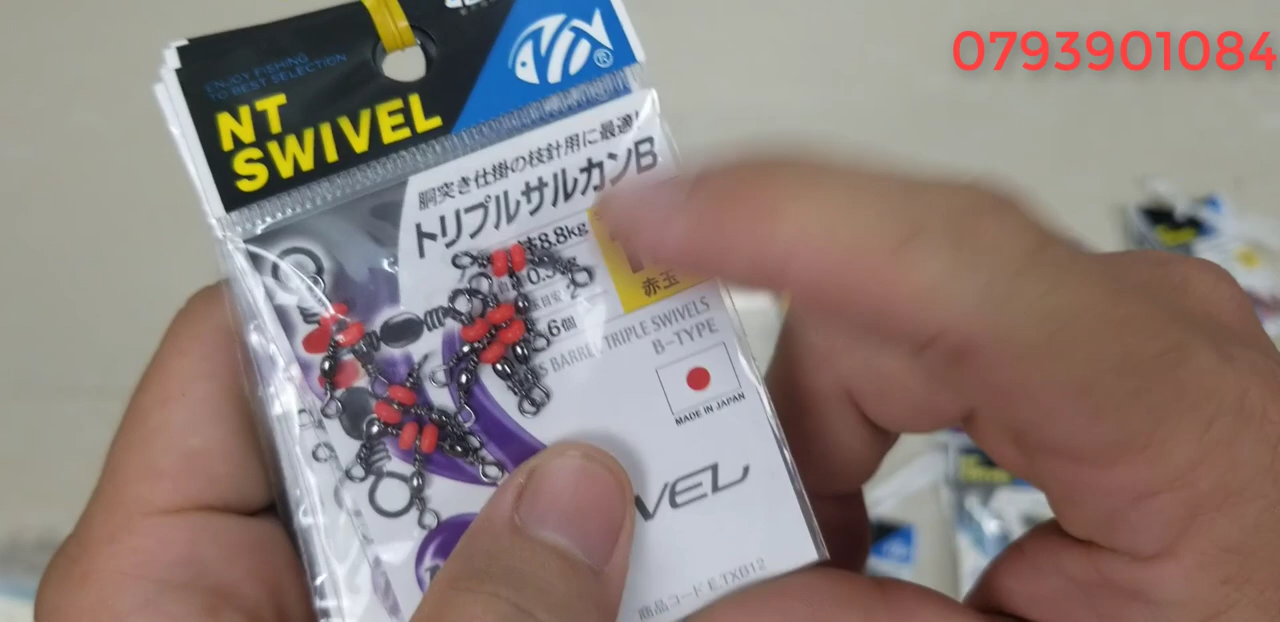 0793901084
ENJOY FISHING
TO BEST SELECTION
NT
SWIVEL
®
胴突き仕掛の枝針用に最適!
トリプルサルカンB
8.8kg
赤玉
6個
BARREL TRIPLE SWIVELS
B-TYPE
MADE IN JAPAN
VEL
商品コード E-TXB12